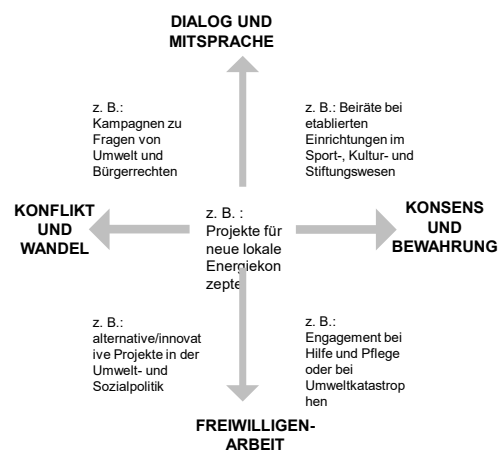 DIALOG UND
MITSPRACHE
z. B.:
Kampagnen zu
Fragen von
Umwelt und
Bürgerrechten
z. B.: Beiräte bei
etablierten
Einrichtungen im
Sport-, Kultur- und
Stiftungswesen
KONFLIKT
UND
WANDEL
z. B. :
Projekte für
neue lokale
Energiekon
zepte
KONSENS
UND
BEWAHRUNG
z. B.:
alternative/innovat
ive Projekte in der
Umwelt- und
Sozialpolitik
z. B.:
Engagement bei
Hilfe und Pflege
oder bei
Umweltkatastrop
hen
FREIWILLIGEN-
ARBEIT